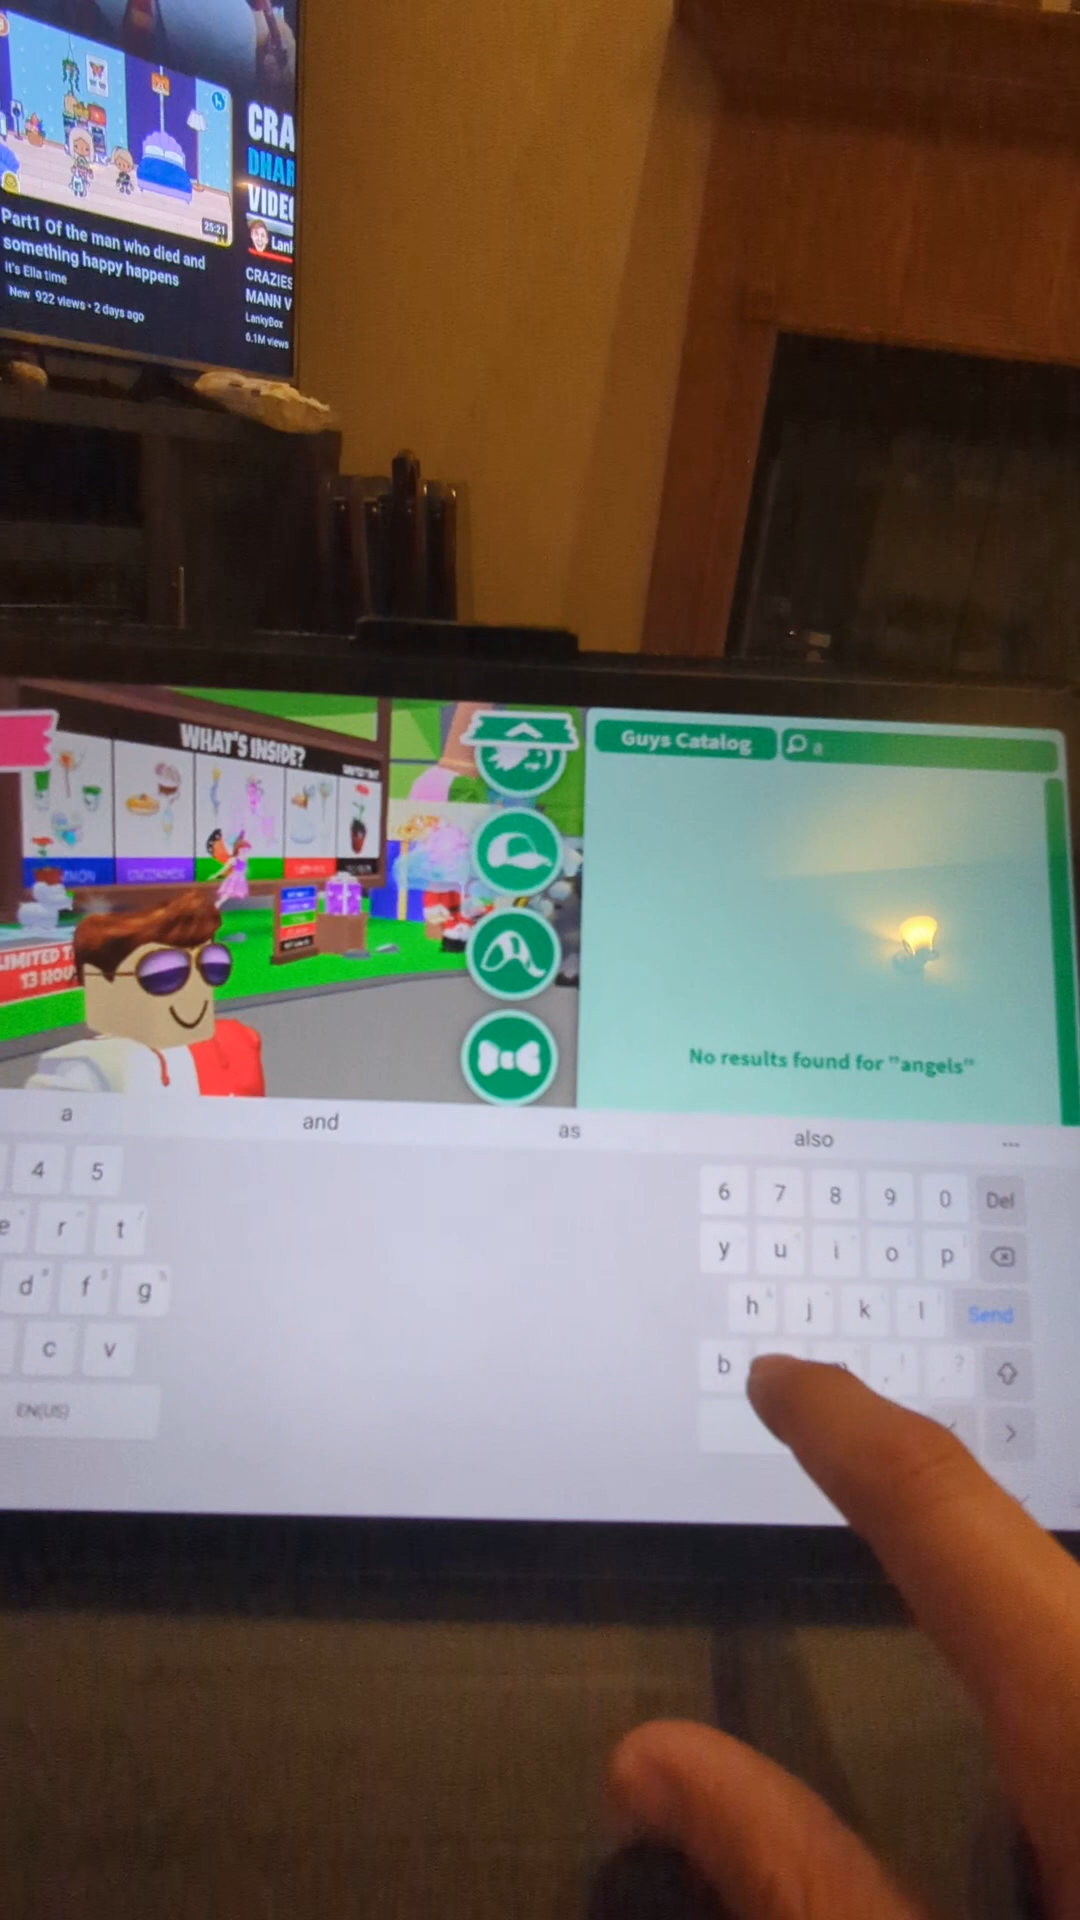 CRA
DHAR
VIDE
Lank
25:21
Part1 Of the man who died and
something happy happens
It's Ella time
New 922 views • 2 days ago
CRAZIES
MANN V
LankyBox
6.1M views
WHAT'S INSIDE?
LIMITED T
13 HOU
Guys Catalog
a
No results found for "angels"
a and as also ...
4 5 6 7 8 9 0 Del
e r t y u i o p
d f g h j k l Send
c v b , ! . ?
EN(US) >